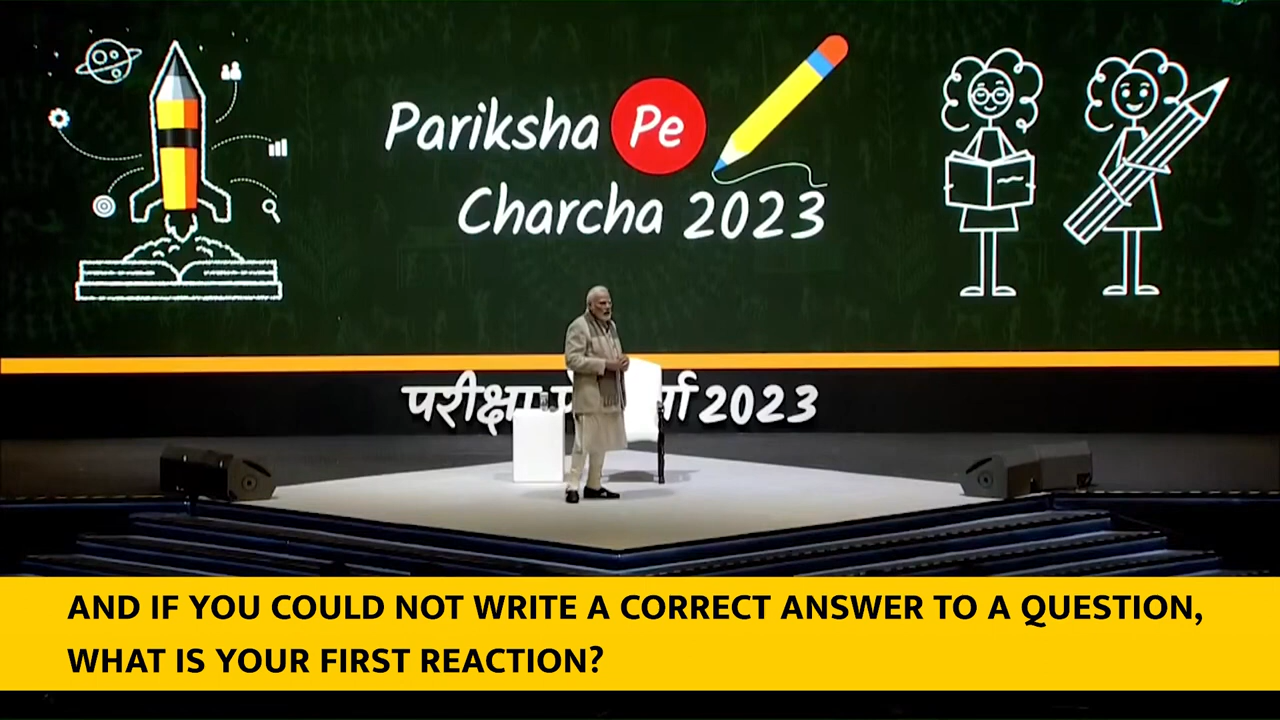 Pariksha Pe
Charcha 2023
परीक्षा 2023
AND IF YOU COULD NOT WRITE A CORRECT ANSWER TO A QUESTION,
WHAT IS YOUR FIRST REACTION?